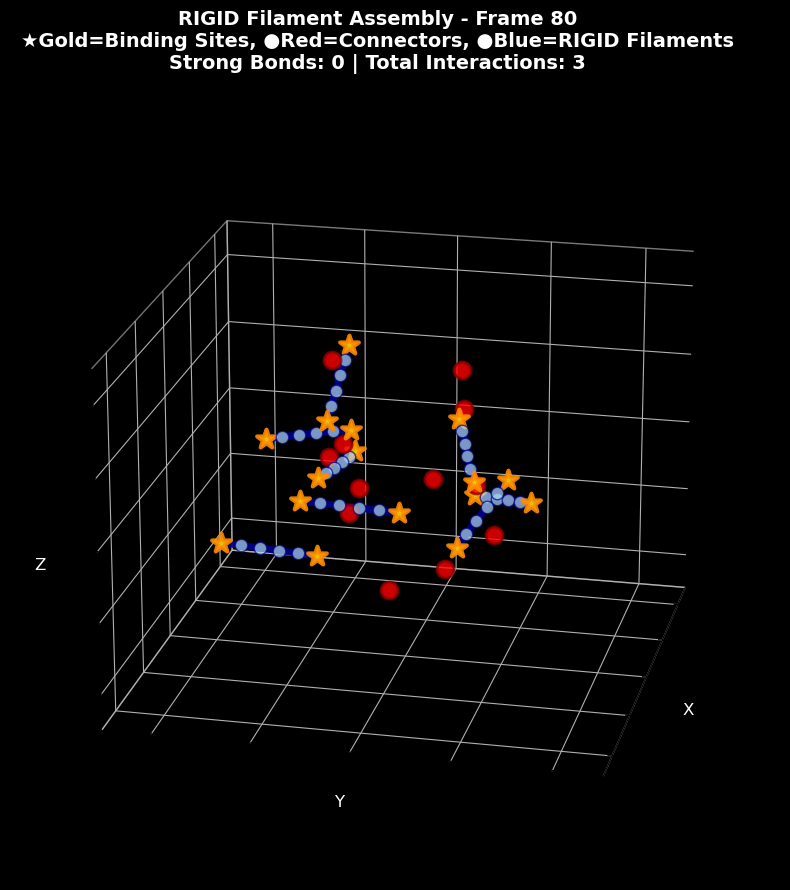 RIGID Filament Assembly - Frame 80
★Gold=Binding Sites, ●Red=Connectors, ●Blue=RIGID Filaments
Strong Bonds: 0 | Total Interactions: 3
Z
X
Y